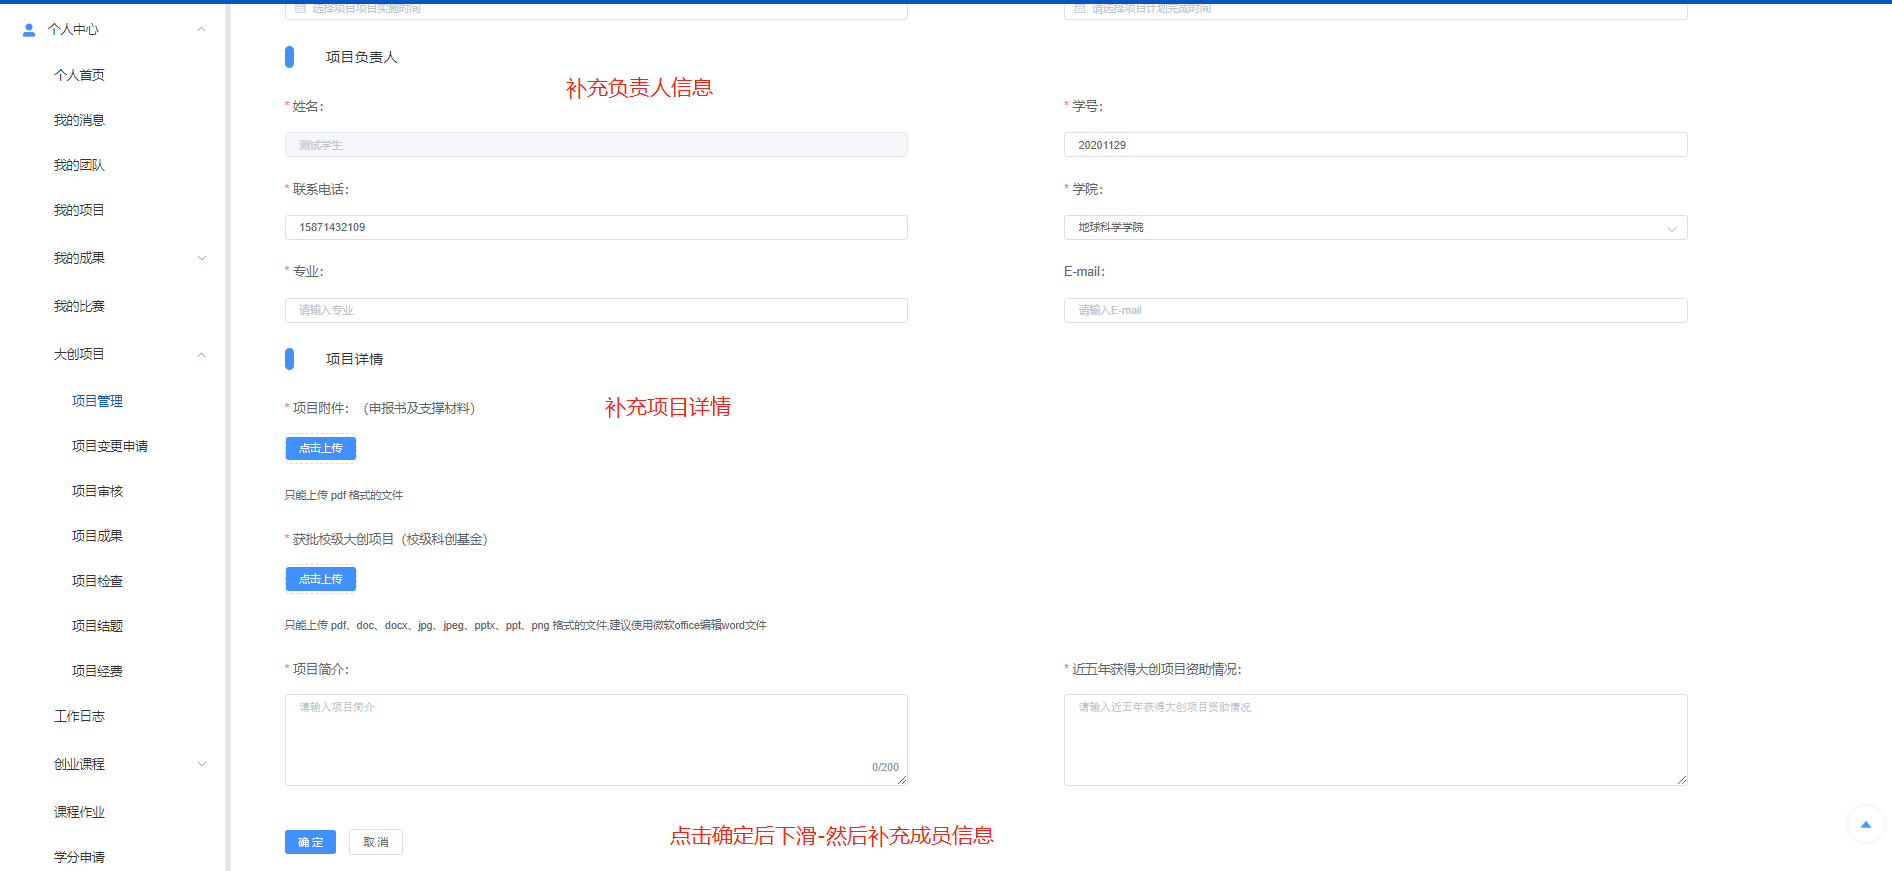 个人中心
个人首页
我的消息
我的团队
我的项目
我的成果
我的比赛
大创项目
项目管理
项目变更申请
项目审核
项目成果
项目检查
项目结题
项目经费
工作日志
创业课程
课程作业
学分申请
选择项目项目实施时间
请选择项目计划完成时间
项目负责人
补充负责人信息
* 姓名：
* 学号：
测试学生
20201129
* 联系电话：
* 学院：
15871432109
地球科学学院
* 专业：
E-mail：
请输入专业
请输入E-mail
项目详情
* 项目附件：（申报书及支撑材料）
补充项目详情
点击上传
只能上传 pdf 格式的文件
* 获批校级大创项目（校级科创基金）
点击上传
只能上传 pdf、doc、docx、jpg、jpeg、pptx、ppt、png 格式的文件,建议使用微软office编辑word文件
* 项目简介：
* 近五年获得大创项目资助情况：
请输入项目简介
请输入近五年获得大创项目资助情况
0/200
确 定
取 消
点击确定后下滑-然后补充成员信息